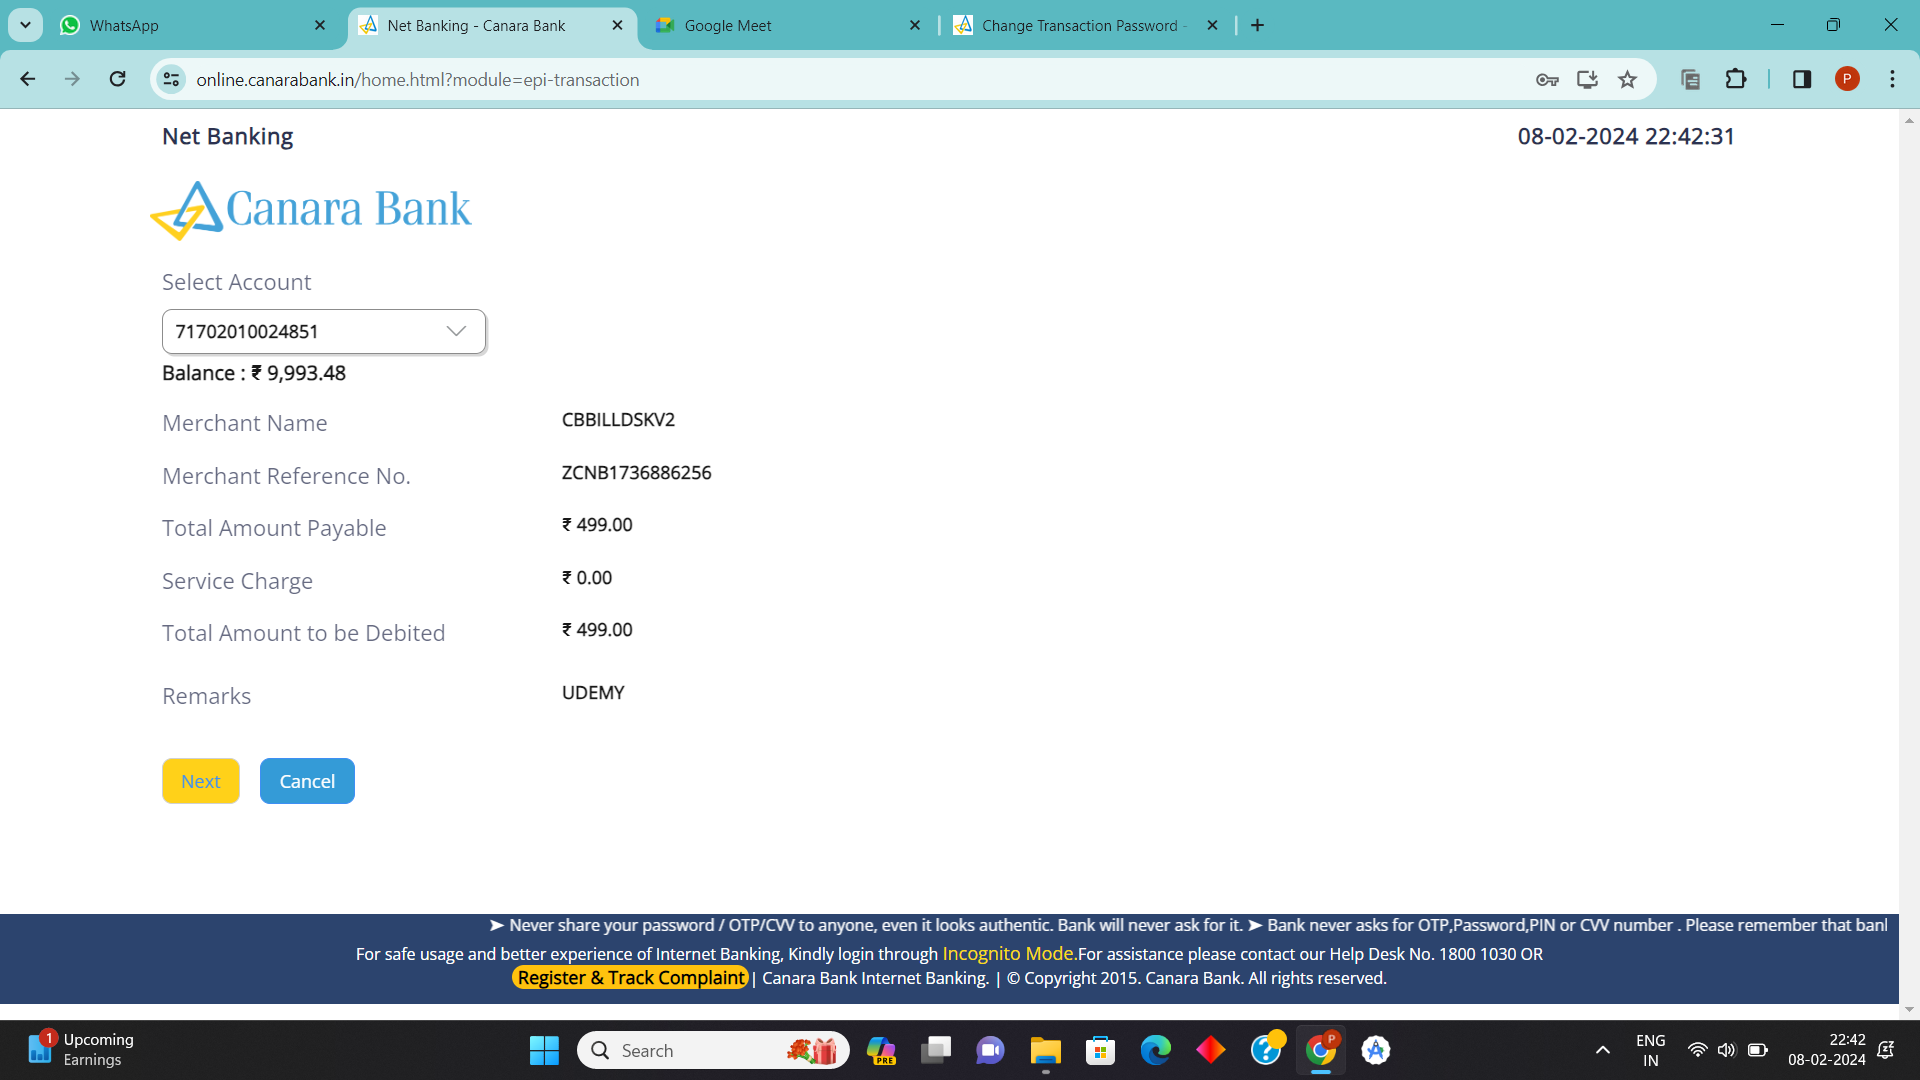 WhatsApp
Net Banking - Canara Bank
Google Meet
Change Transaction Password -
online.canarabank.in/home.html?module=epi-transaction
P
Net Banking
08-02-2024 22:42:31
Canara Bank
Select Account
71702010024851
Balance : ₹ 9,993.48
Merchant Name
CBBILLDSKV2
Merchant Reference No.
ZCNB1736886256
Total Amount Payable
₹ 499.00
Service Charge
₹ 0.00
Total Amount to be Debited
₹ 499.00
Remarks
UDEMY
Next
Cancel
➤ Never share your password / OTP/CVV to anyone, even it looks authentic. Bank will never ask for it. ➤ Bank never asks for OTP,Password,PIN or CVV number . Please remember that bank
For safe usage and better experience of Internet Banking, Kindly login through Incognito Mode.For assistance please contact our Help Desk No. 1800 1030 OR
Register & Track Complaint | Canara Bank Internet Banking. | © Copyright 2015. Canara Bank. All rights reserved.
1
Upcoming
Earnings
Search
PRE
P
ENG
IN
22:42
08-02-2024